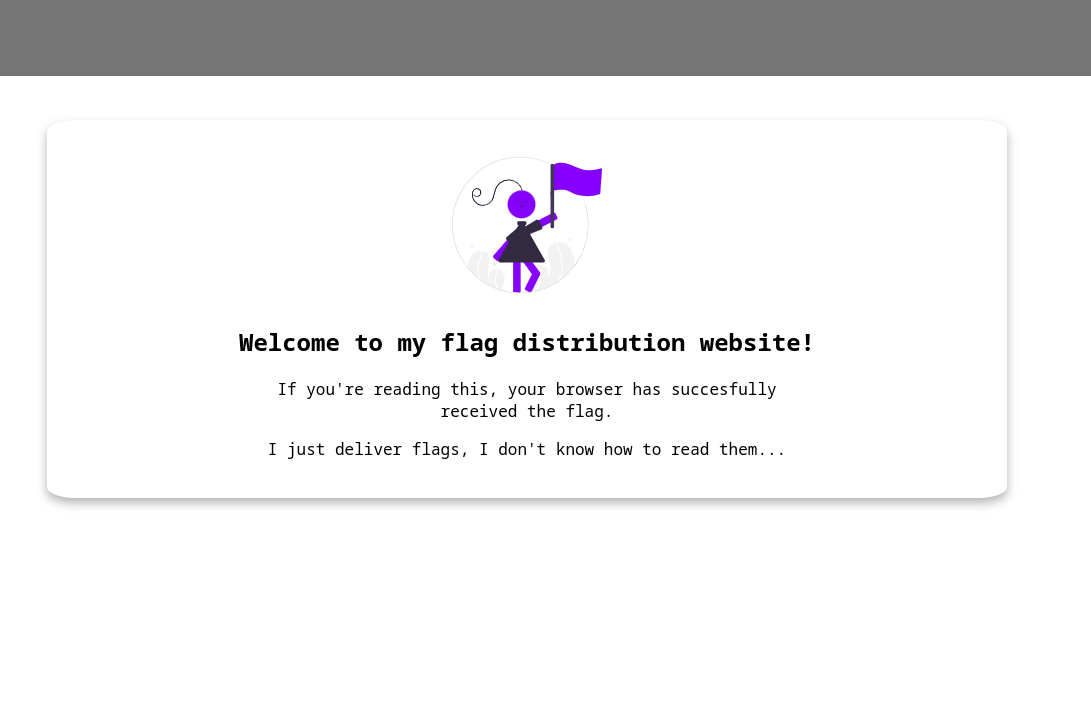 Welcome to my flag distribution website!
If you're reading this, your browser has succesfully
received the flag.
I just deliver flags, I don't know how to read them...